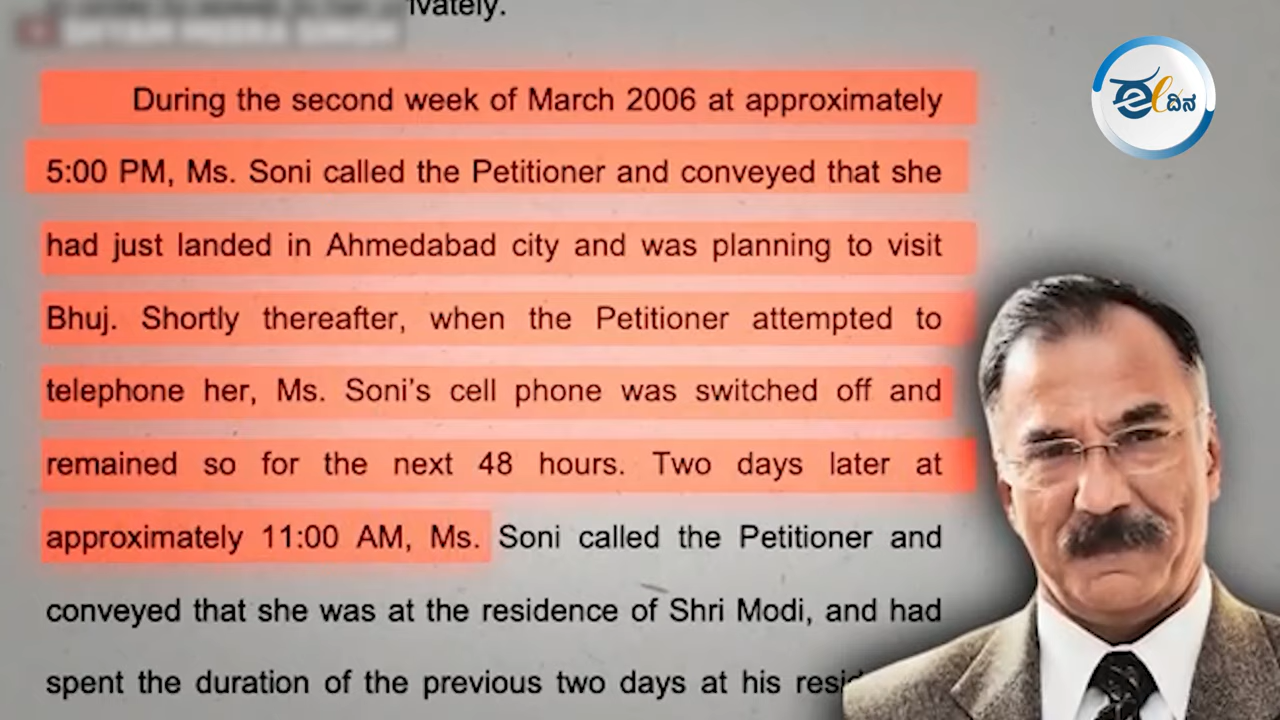 ivately.
During the second week of March 2006 at approximately
5:00 PM, Ms. Soni called the Petitioner and conveyed that she
had just landed in Ahmedabad city and was planning to visit
Bhuj. Shortly thereafter, when the Petitioner attempted to
telephone her, Ms. Soni’s cell phone was switched off and
remained so for the next 48 hours. Two days later at
approximately 11:00 AM, Ms. Soni called the Petitioner and
conveyed that she was at the residence of Shri Modi, and had
spent the duration of the previous two days at his resi
ದಿನ